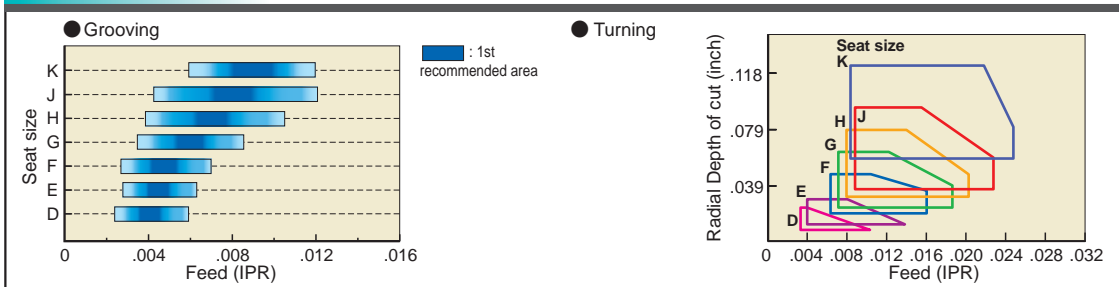 ● Grooving
Seat size
K
J
H
G
F
E
D
0 .004 .008 .012 .016
Feed (IPR)
: 1st
recommended area
● Turning
Radial Depth of cut (inch)
.118
.079
.039
Seat size
K
H J
G
F
E
D
0 .004 .008 .012 .016 .020 .024 .028 .032
Feed (IPR)